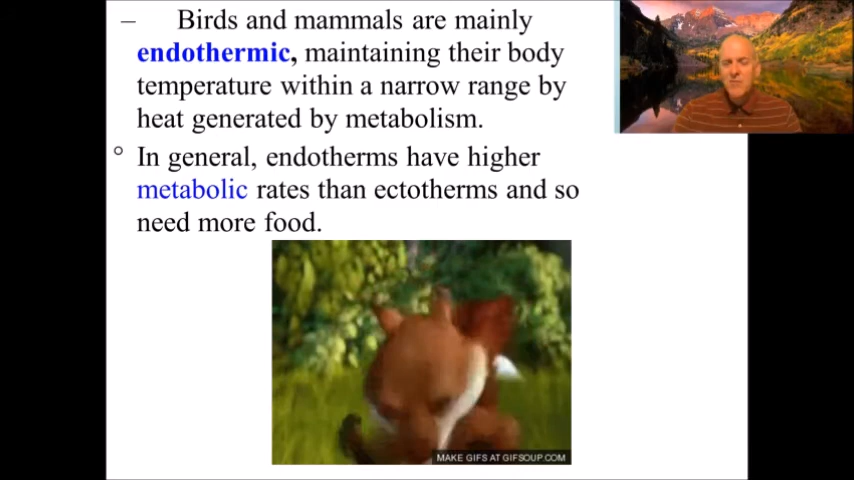 – Birds and mammals are mainly
endothermic, maintaining their body
temperature within a narrow range by
heat generated by metabolism.
° In general, endotherms have higher
metabolic rates than ectotherms and so
need more food.
MAKE GIFS AT GIFSOUP.COM